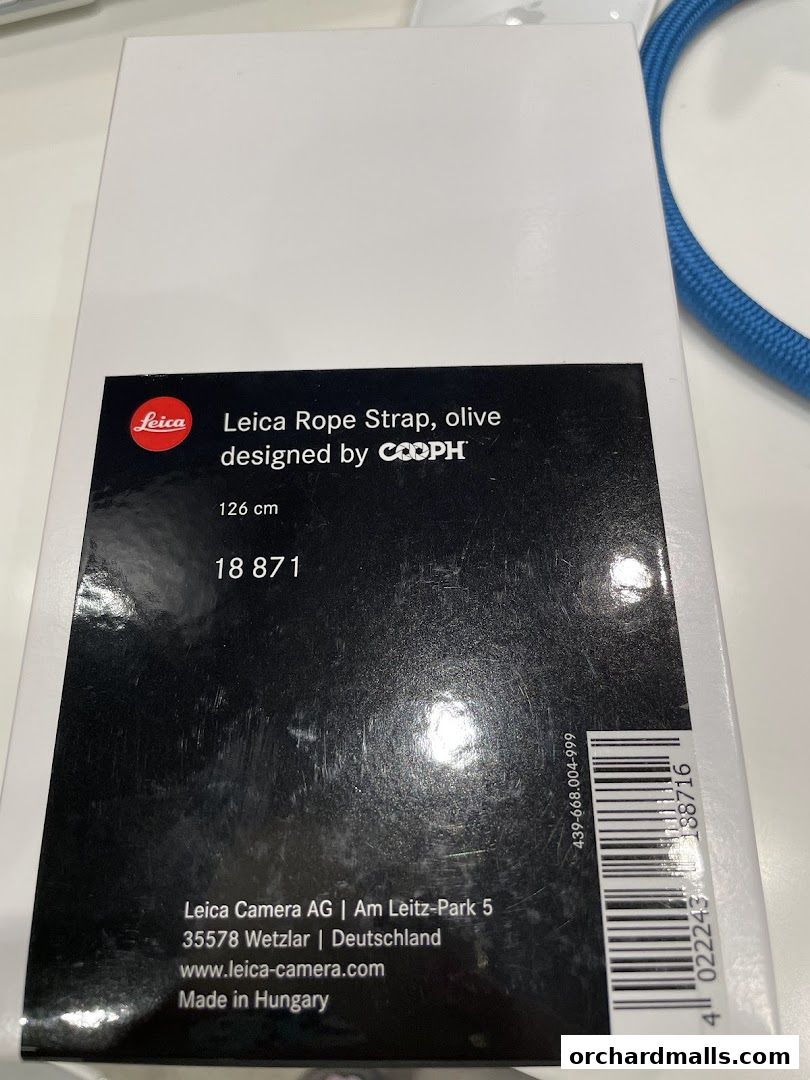 Leica
Leica Rope Strap, olive
designed by COOPH
126 cm
18 871
439-668.004-999
4 022243 188716
Leica Camera AG | Am Leitz-Park 5
35578 Wetzlar | Deutschland
www.leica-camera.com
Made in Hungary
orchardmalls.com